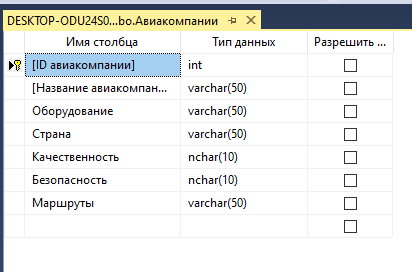 DESKTOP-ODU24S0...bo.Авиакомпании
Имя столбца Тип данных Разрешить ...
[ID авиакомпании] int
[Название авиакомпан... varchar(50)
Оборудование varchar(50)
Страна varchar(50)
Качественность nchar(10)
Безопасность nchar(10)
Маршруты varchar(50)